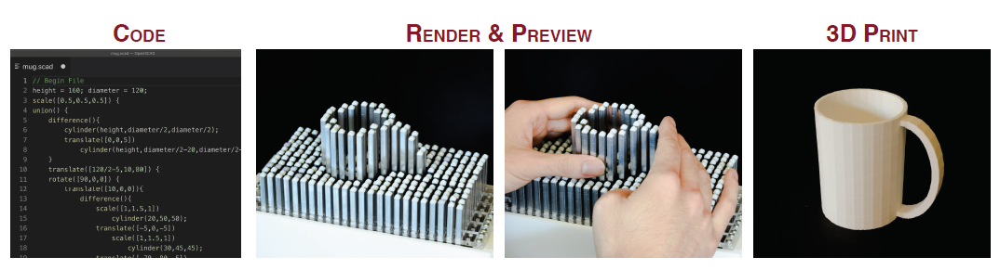 CODE
RENDER & PREVIEW
3D PRINT
mug.scad — OpenSCAD
mug.scad
1 // Begin File
2 height = 160; diameter = 120;
3 scale([0.5,0.5,0.5]) {
4 union() {
5 difference(){
6 cylinder(height,diameter/2,diameter/2);
7 translate([0,0,5])
8 cylinder(height,diameter/2-20,diameter/2-
9 }
10 translate([120/2-5,10,80]) {
11 rotate([90,0,0]) {
12 translate([10,0,0]){
13 difference(){
14 scale([1,1.5,1])
15 cylinder(20,50,50);
16 translate([-5,0,-5])
17 scale([1,1.5,1])
18 cylinder(30,45,45);